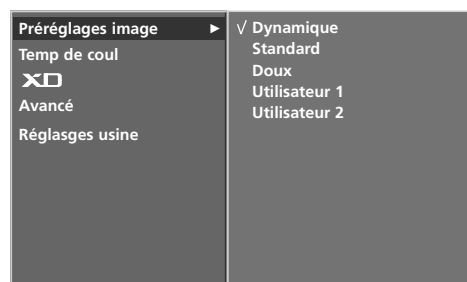 Préréglages image ►
Temp de coul
XD
Avancé
Réglasges usine
√ Dynamique
Standard
Doux
Utilisateur 1
Utilisateur 2